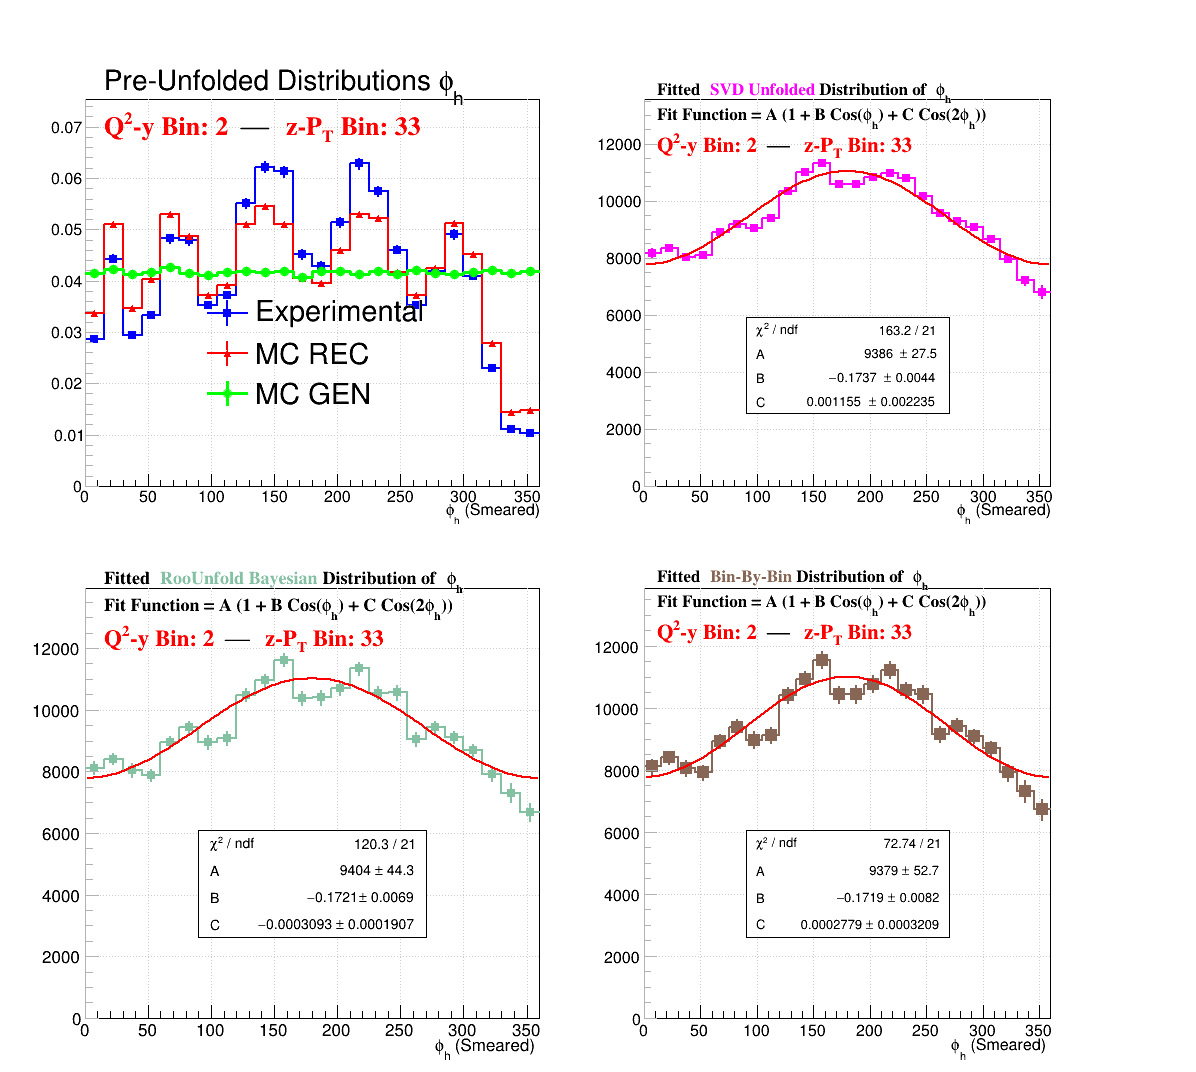 Pre-Unfolded Distributions ϕh
Q2-y Bin: 2 — z-PT Bin: 33
0.07
0.06
0.05
0.04
0.03
0.02
0.01
0
Experimental
MC REC
MC GEN
0 50 100 150 200 250 300 350
ϕh (Smeared)
Fitted SVD Unfolded Distribution of ϕh
Fit Function = A (1 + B Cos(ϕh) + C Cos(2ϕh))
Q2-y Bin: 2 — z-PT Bin: 33
12000
10000
8000
6000
4000
2000
0
χ2 / ndf 163.2 / 21
A 9386 ± 27.5
B −0.1737 ± 0.0044
C 0.001155 ± 0.002235
0 50 100 150 200 250 300 350
ϕh (Smeared)
Fitted RooUnfold Bayesian Distribution of ϕh
Fit Function = A (1 + B Cos(ϕh) + C Cos(2ϕh))
Q2-y Bin: 2 — z-PT Bin: 33
12000
10000
8000
6000
4000
2000
0
χ2 / ndf 120.3 / 21
A 9404 ± 44.3
B −0.1721 ± 0.0069
C −0.0003093 ± 0.0001907
0 50 100 150 200 250 300 350
ϕh (Smeared)
Fitted Bin-By-Bin Distribution of ϕh
Fit Function = A (1 + B Cos(ϕh) + C Cos(2ϕh))
Q2-y Bin: 2 — z-PT Bin: 33
12000
10000
8000
6000
4000
2000
0
χ2 / ndf 72.74 / 21
A 9379 ± 52.7
B −0.1719 ± 0.0082
C 0.0002779 ± 0.0003209
0 50 100 150 200 250 300 350
ϕh (Smeared)